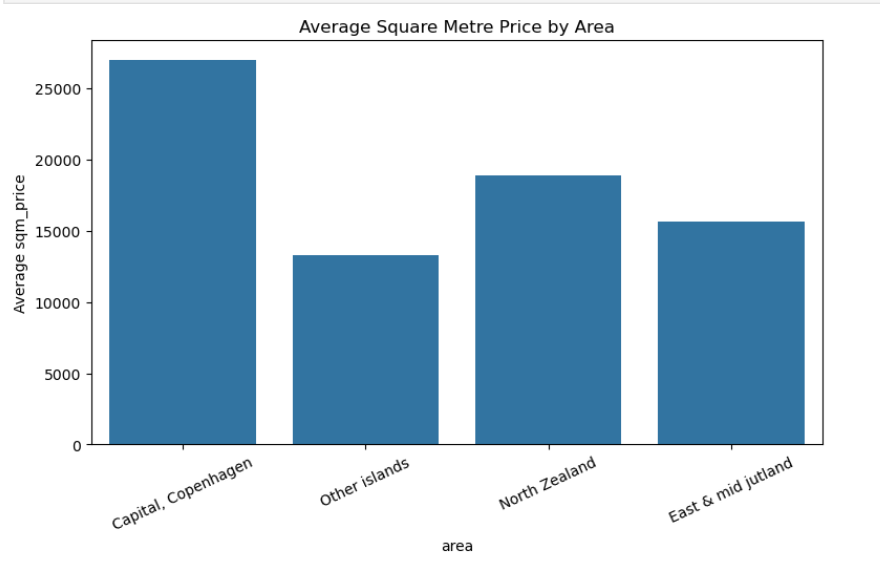 Average Square Metre Price by Area
Average sqm_price
25000
20000
15000
10000
5000
0
Capital, Copenhagen
Other islands
North Zealand
East & mid jutland
area